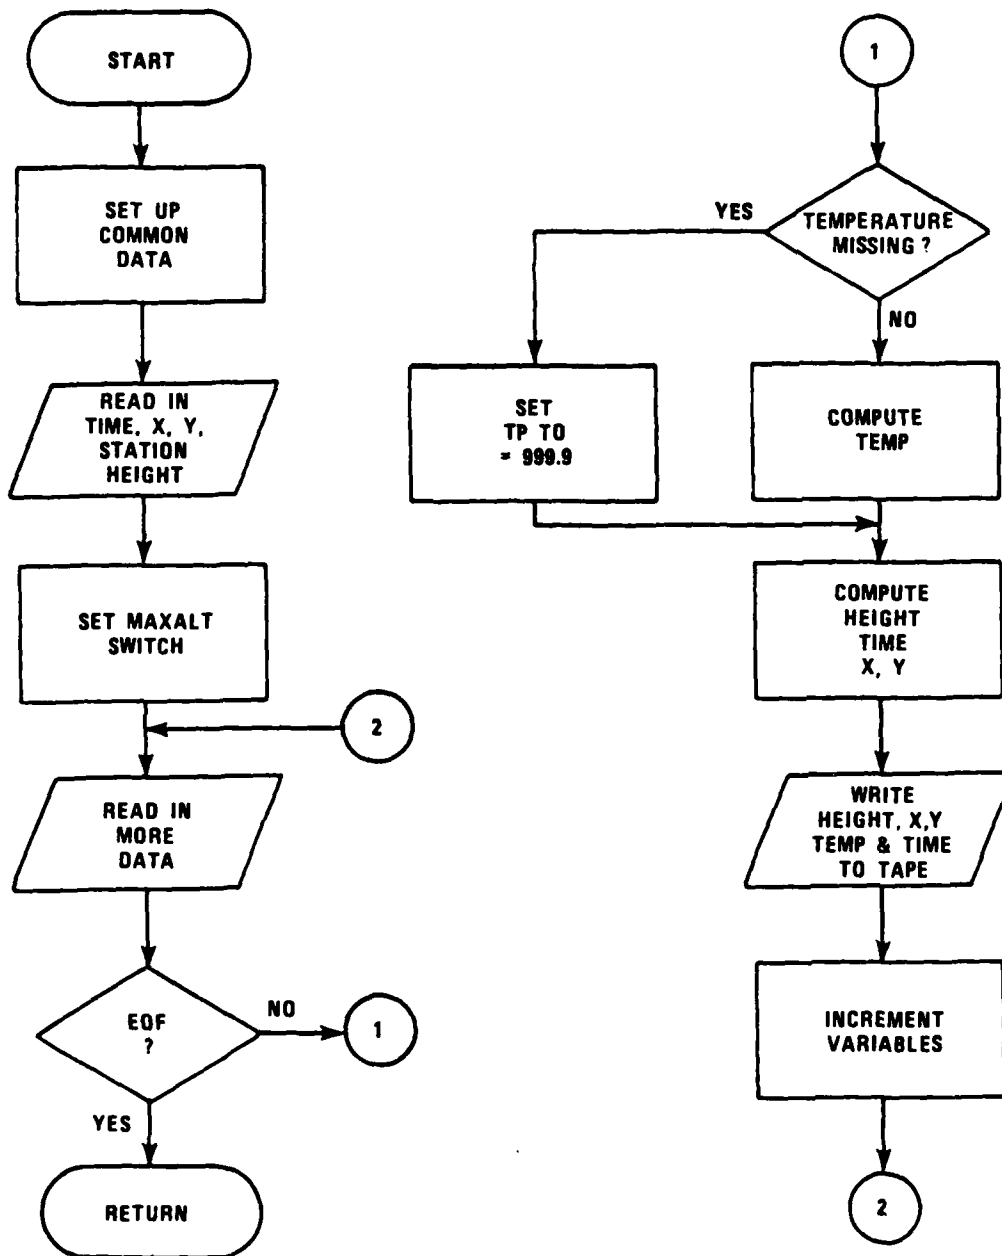 START
SET UP
COMMON
DATA
READ IN
TIME, X, Y,
STATION
HEIGHT
SET MAXALT
SWITCH
2
READ IN
MORE
DATA
EOF
?
NO
1
YES
RETURN
1
TEMPERATURE
MISSING ?
YES
NO
SET
TP TO
= 999.9
COMPUTE
TEMP
COMPUTE
HEIGHT
TIME
X, Y
WRITE
HEIGHT, X,Y
TEMP & TIME
TO TAPE
INCREMENT
VARIABLES
2